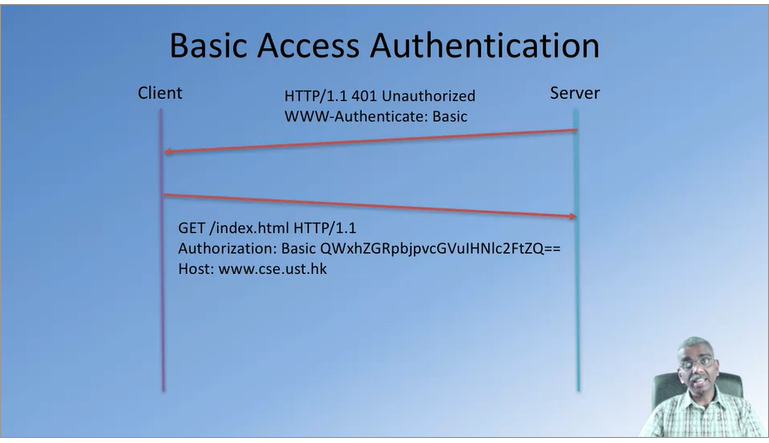 Basic Access Authentication
Client
HTTP/1.1 401 Unauthorized
WWW-Authenticate: Basic
Server
GET /index.html HTTP/1.1
Authorization: Basic QWxhZGRpbjpvcGVuIHNlc2FtZQ==
Host: www.cse.ust.hk